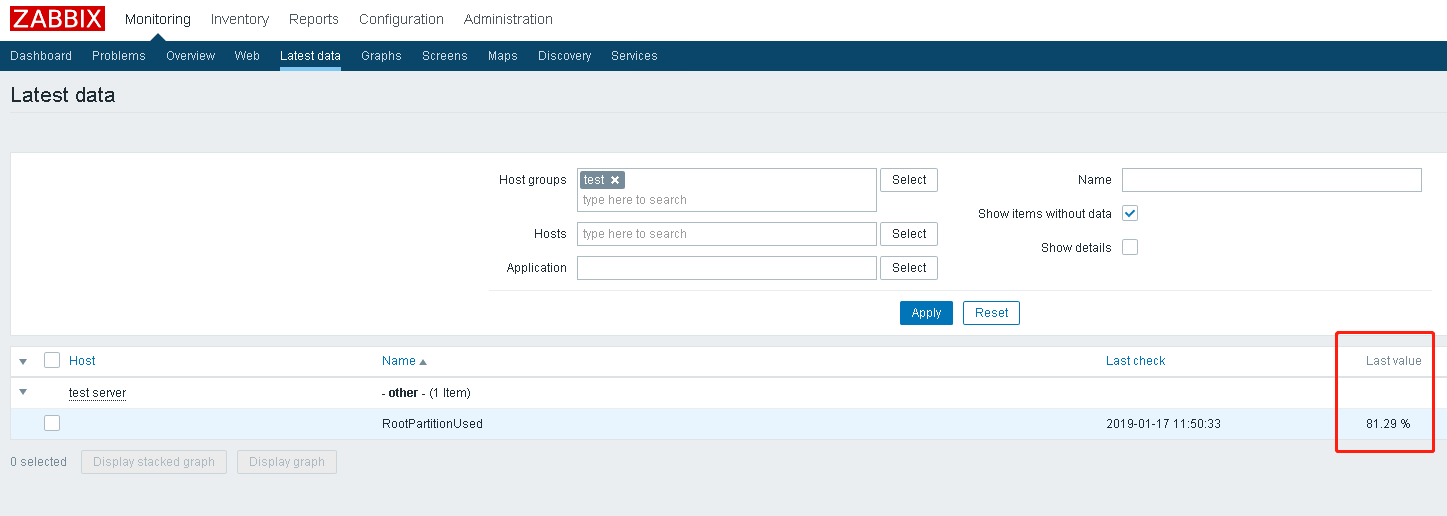 ZABBIX Monitoring Inventory Reports Configuration Administration
Dashboard Problems Overview Web Latest data Graphs Screens Maps Discovery Services
Latest data
Host groups test × Select Name
type here to search
Show items without data
Hosts type here to search Select
Show details
Application Select
Apply Reset
Host Name Last check Last value
test server - other - (1 Item)
RootPartitionUsed 2019-01-17 11:50:33 81.29 %
0 selected Display stacked graph Display graph